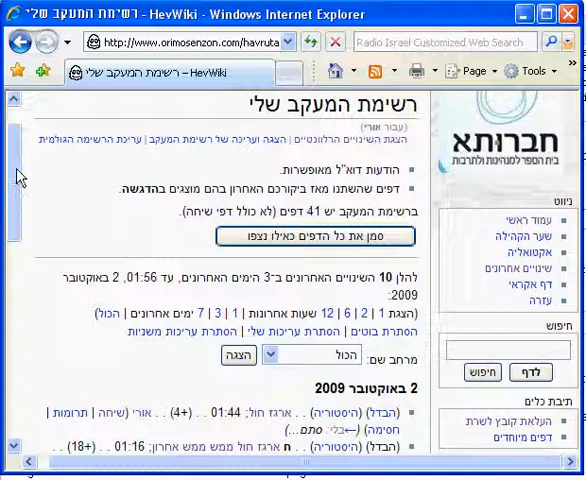 רשימת המעקב שלי - HevWiki - Windows Internet Explorer
http://www.orimosenzon.com/havruta
Radio Israel Customized Web Search
רשימת המעקב שלי – HevWiki
Page
Tools
רשימת המעקב שלי
(עבור אורי)
הצגת השינויים הרלוונטיים | הצגה ועריכה של רשימת המעקב | עריכת הרשימה הגולמית
הודעות דוא"ל מאופשרות.
דפים שהשתנו מאז ביקורכם האחרון בהם מוצגים בהדגשה.
ברשימת המעקב יש 41 דפים (לא כולל דפי שיחה).
סמן את כל הדפים כאילו נצפו
להלן 10 השינויים האחרונים ב־3 הימים האחרונים, עד 01:56, 2 באוקטובר
2009:
(הצגת 1 | 2 | 6 | 12 שעות אחרונות | 1 | 3 | 7 ימים אחרונים | הכול)
הסתרת בוטים | הסתרת עריכות שלי | הסתרת עריכות משניות
מרחב שם: הכול הצגה
2 באוקטובר 2009
(הבדל) (היסטוריה) . . ארגז חול; 01:44 . . (+4) . . אורי (שיחה | תרומות |
חסימה) (←בלי: סתם...)
(הבדל) (היסטוריה) . . ח ארגז חול ממש ממש אחרון; 01:16 . . (+18) . .
חברותא
בית הספר למנהיגות ולתרבות
ניווט
עמוד ראשי
שער הקהילה
אקטואליה
שינויים אחרונים
דף אקראי
עזרה
חיפוש
לדף חיפוש
תיבת כלים
העלאת קובץ לשרת
דפים מיוחדים